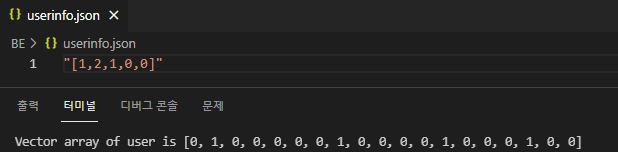 {} userinfo.json ×
BE > {} userinfo.json
1 "[1,2,1,0,0]"
출력 터미널 디버그 콘솔 문제
Vector array of user is [0, 1, 0, 0, 0, 0, 0, 1, 0, 0, 0, 0, 1, 0, 0, 0, 1, 0, 0]